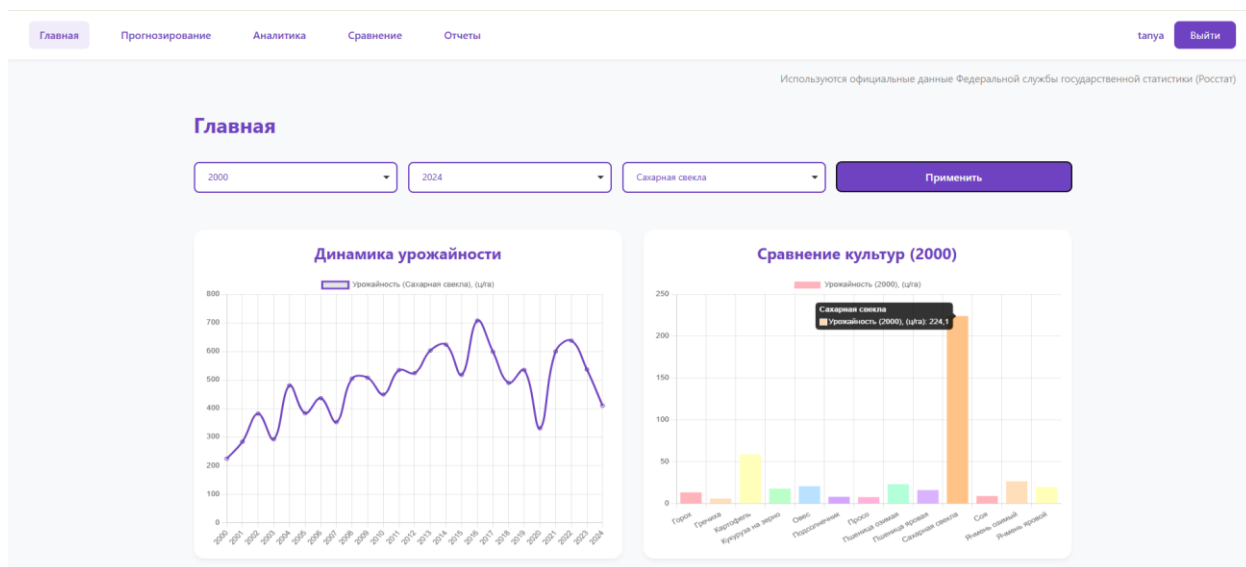 Главная Прогнозирование Аналитика Сравнение Отчеты tanya Выйти
Используются официальные данные Федеральной службы государственной статистики (Росстат)
Главная
2000 2024 Сахарная свекла Применить
Динамика урожайности
Урожайность (Сахарная свекла), (ц/га)
800
700
600
500
400
300
200
100
0
2000 2001 2002 2003 2004 2005 2006 2007 2008 2009 2010 2011 2012 2013 2014 2015 2016 2017 2018 2019 2020 2021 2022 2023 2024
Сравнение культур (2000)
Урожайность (2000), (ц/га)
250
200
150
100
50
0
Сахарная свекла
Урожайность (2000), (ц/га): 224,1
Горох Гречиха Картофель Кукуруза на зерно Овес Подсолнечник Просо Пшеница озимая Пшеница яровая Сахарная свекла Соя Ячмень озимый Ячмень яровой